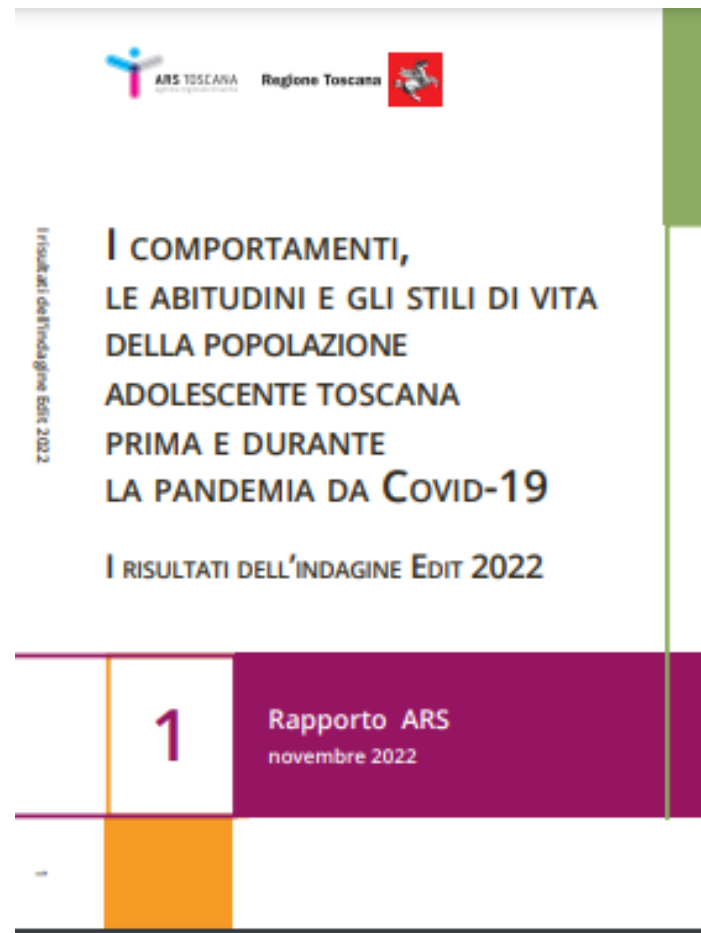 ARS TOSCANA
Regione Toscana
I COMPORTAMENTI,
LE ABITUDINI E GLI STILI DI VITA
DELLA POPOLAZIONE
ADOLESCENTE TOSCANA
PRIMA E DURANTE
LA PANDEMIA DA COVID-19
I RISULTATI DELL'INDAGINE EDIT 2022
I risultati dell'indagine Edit 2022
1
Rapporto ARS
novembre 2022
1